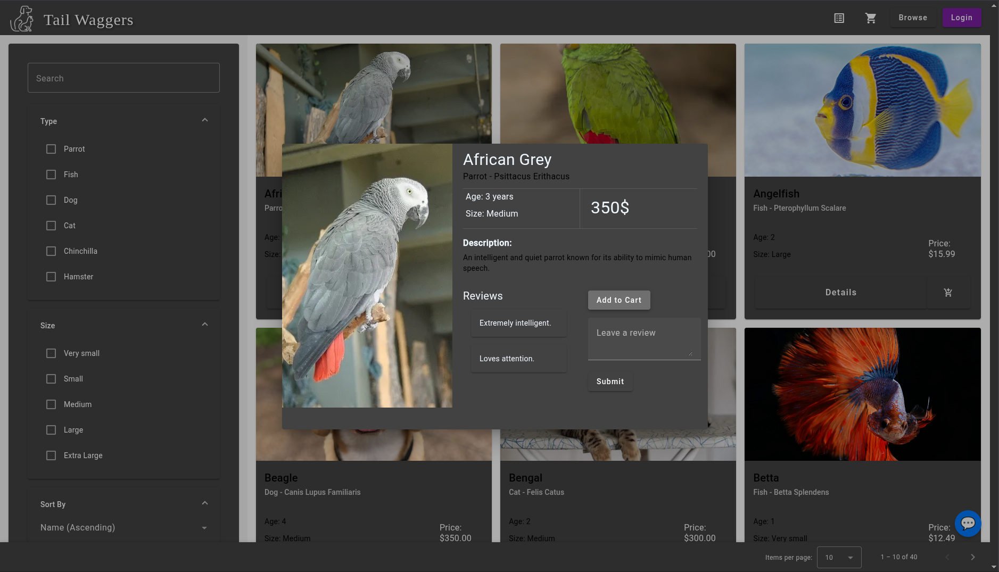 Tail Waggers
Browse
Login
Search
Type
Parrot
Fish
Dog
Cat
Chinchilla
Hamster
Size
Very small
Small
Medium
Large
Extra Large
Sort By
Name (Ascending)
African Grey
Parrot - Psittacus Erithacus
Age: 3 years
Size: Medium
350$
Description:
An intelligent and quiet parrot known for its ability to mimic human
speech.
Reviews
Extremely intelligent.
Loves attention.
Add to Cart
Leave a review
Submit
Age:
Size:
Angelfish
Fish - Pterophyllum Scalare
Age: 2
Size: Large
Price:
$15.99
Details
Beagle
Dog - Canis Lupus Familiaris
Age: 4
Size: Medium
Price:
$350.00
Bengal
Cat - Felis Catus
Age: 2
Size: Medium
Price:
$300.00
Betta
Fish - Betta Splendens
Age: 1
Size: Very small
Price:
$12.49
Items per page:
10
1 – 10 of 40